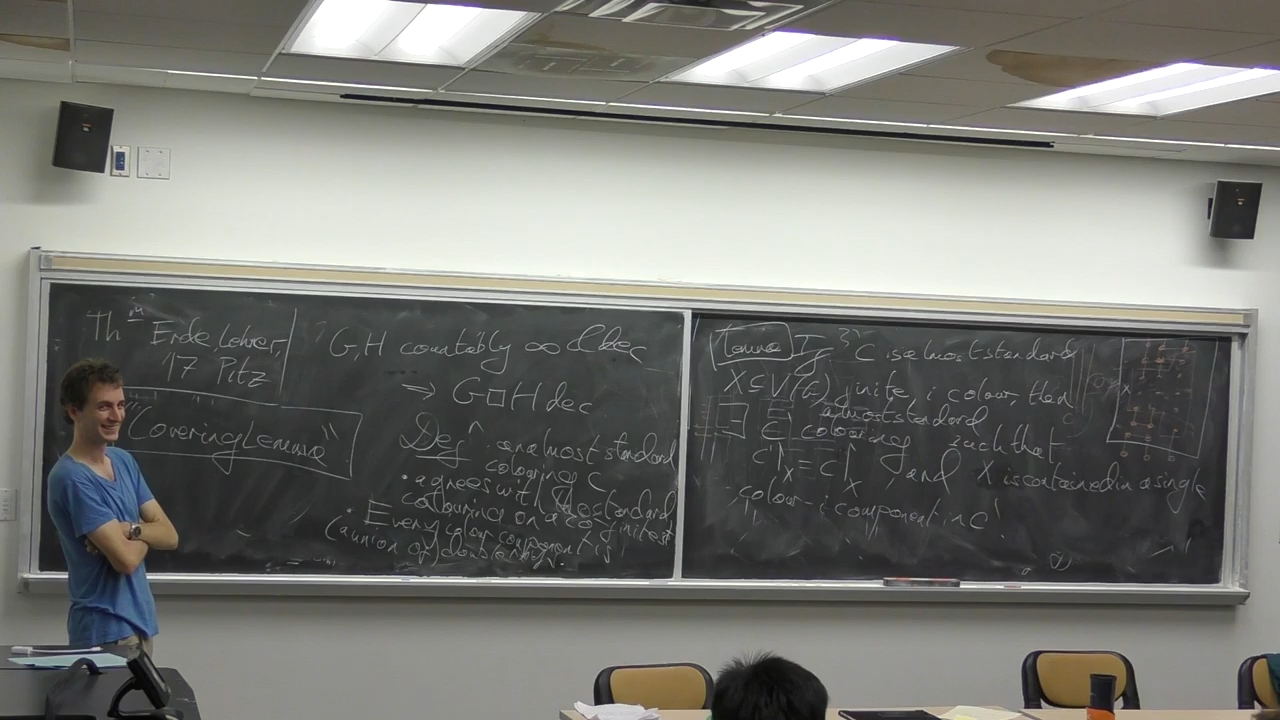 Thm Erde, Lehner,
'17 Pitz
"Covering Lemma"
G, H countably ∞ dec
⇒ G□H dec
Def^n an almost standard
colouring C
• agrees with the standard
colouring on a cofinite set
• Every colour component is
(a union of) double rays.
Lemma If C is almost standard
X ⊆ V(G) finite, i colour, then
∃ almost standard
colouring such that
C'↾X = C↾X, and X is contained in a single
colour-i component in C'